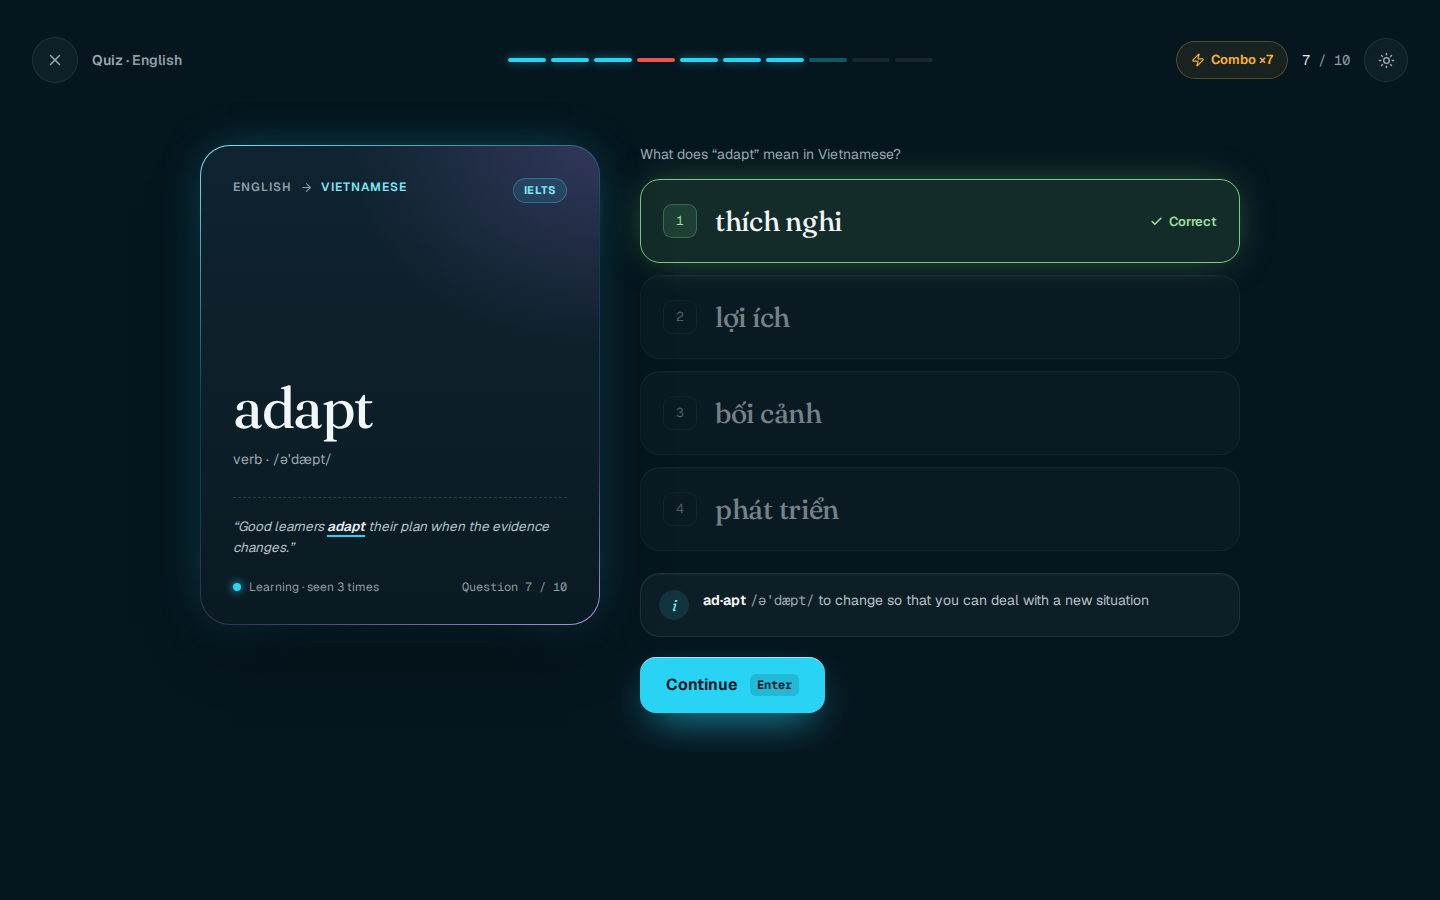 Quiz · English
Combo ×7
7 / 10
ENGLISH → VIETNAMESE
IELTS
adapt
verb · /ə'dæpt/
“Good learners adapt their plan when the evidence
changes.”
Learning · seen 3 times
Question 7 / 10
What does “adapt” mean in Vietnamese?
1
thích nghi
Correct
2
lợi ích
3
bối cảnh
4
phát triển
i
ad·apt /ə'dæpt/ to change so that you can deal with a new situation
Continue
Enter